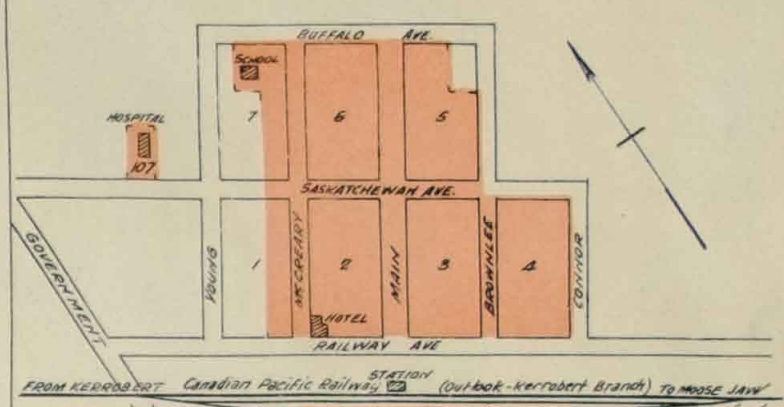 BUFFALO AVE.
SCHOOL
HOSPITAL
7
6
5
107
SASKATCHEWAN AVE.
GOVERNMENT
YOUNG
1
MCCREARY
2
MAIN
3
BROWNLEE
4
CONNOR
HOTEL
RAILWAY AVE
STATION
FROM KERROBERT Canadian Pacific Railway (Outlook-Kerrobert Branch) TO MOOSE JAW